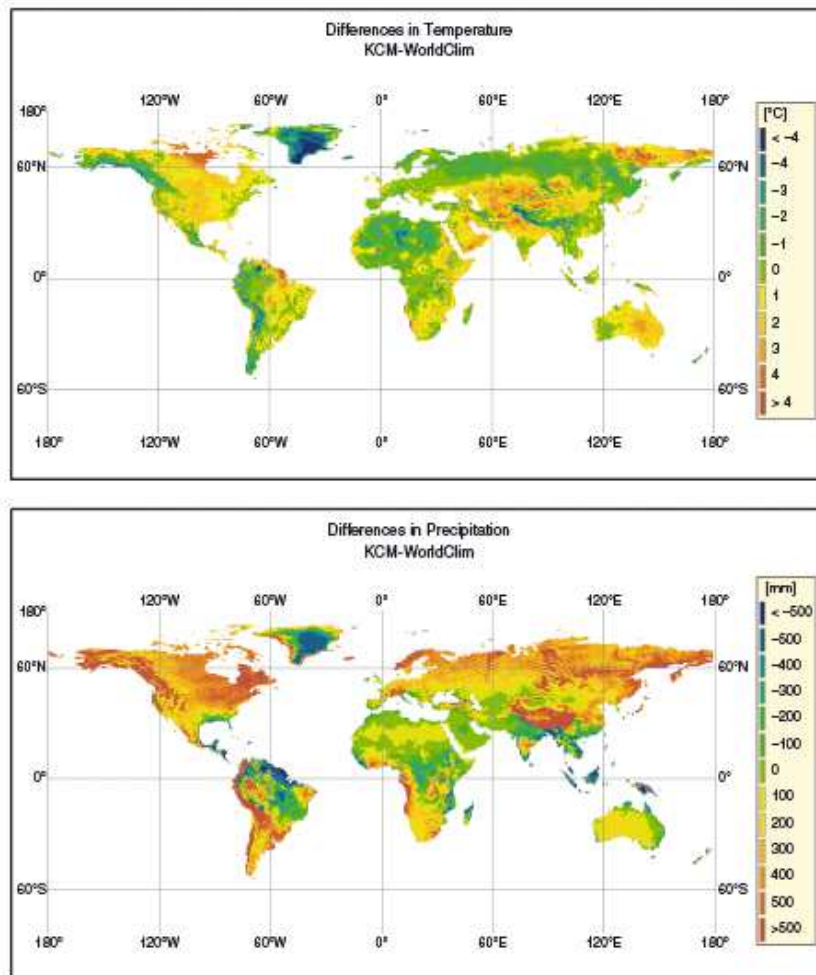 Differences in Temperature
KCM-WorldClim
120°W 60°W 0° 60°E 120°E
180° 180°
60°N 60°N
0° 0°
60°S 60°S
180° 120°W 60°W 0° 60°E 120°E 180°
[°C]
< -4
-4
-3
-2
-1
0
1
2
3
4
> 4
Differences in Precipitation
KCM-WorldClim
120°W 60°W 0° 60°E 120°E
180° 180°
60°N 60°N
0° 0°
60°S 60°S
180° 120°W 60°W 0° 60°E 120°E 180°
[mm]
< -500
-500
-400
-300
-200
-100
0
100
200
300
400
500
>500